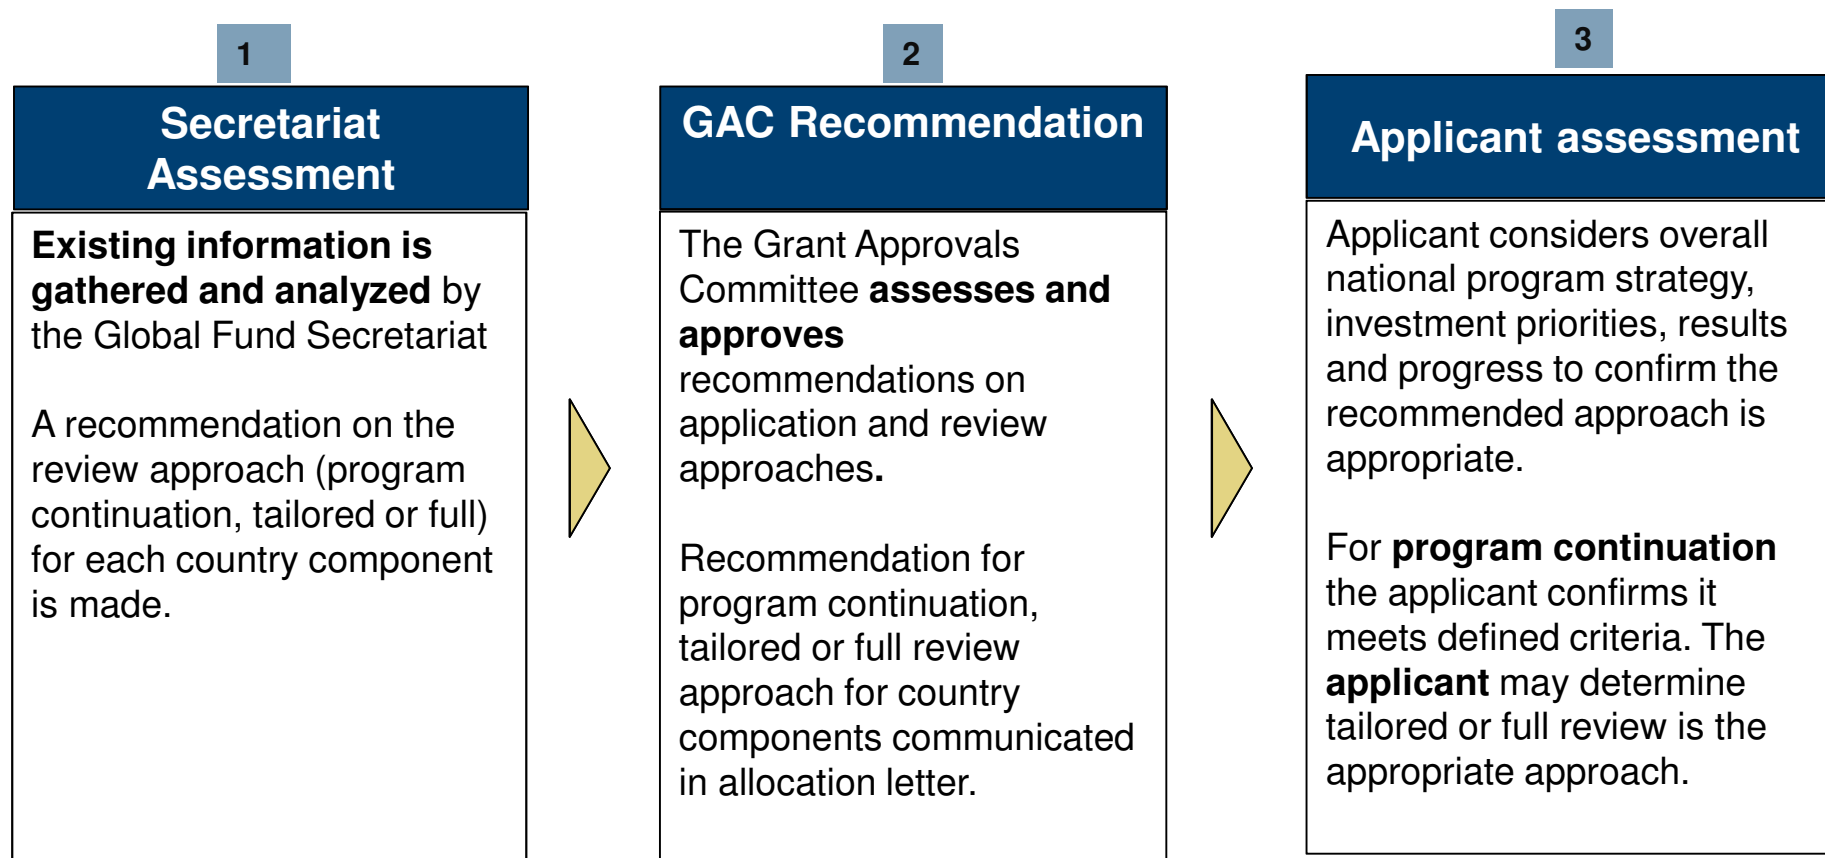 1
Secretariat
Assessment
Existing information is
gathered and analyzed by
the Global Fund Secretariat
A recommendation on the
review approach (program
continuation, tailored or full)
for each country component
is made.
2
GAC Recommendation
The Grant Approvals
Committee assesses and
approves
recommendations on
application and review
approaches.
Recommendation for
program continuation,
tailored or full review
approach for country
components communicated
in allocation letter.
3
Applicant assessment
Applicant considers overall
national program strategy,
investment priorities, results
and progress to confirm the
recommended approach is
appropriate.
For program continuation
the applicant confirms it
meets defined criteria. The
applicant may determine
tailored or full review is the
appropriate approach.